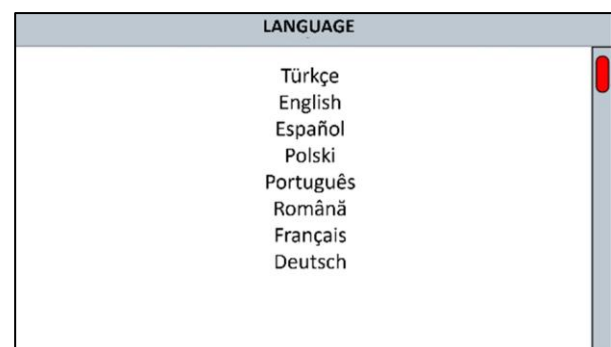 LANGUAGE
Türkçe
English
Español
Polski
Português
Română
Français
Deutsch